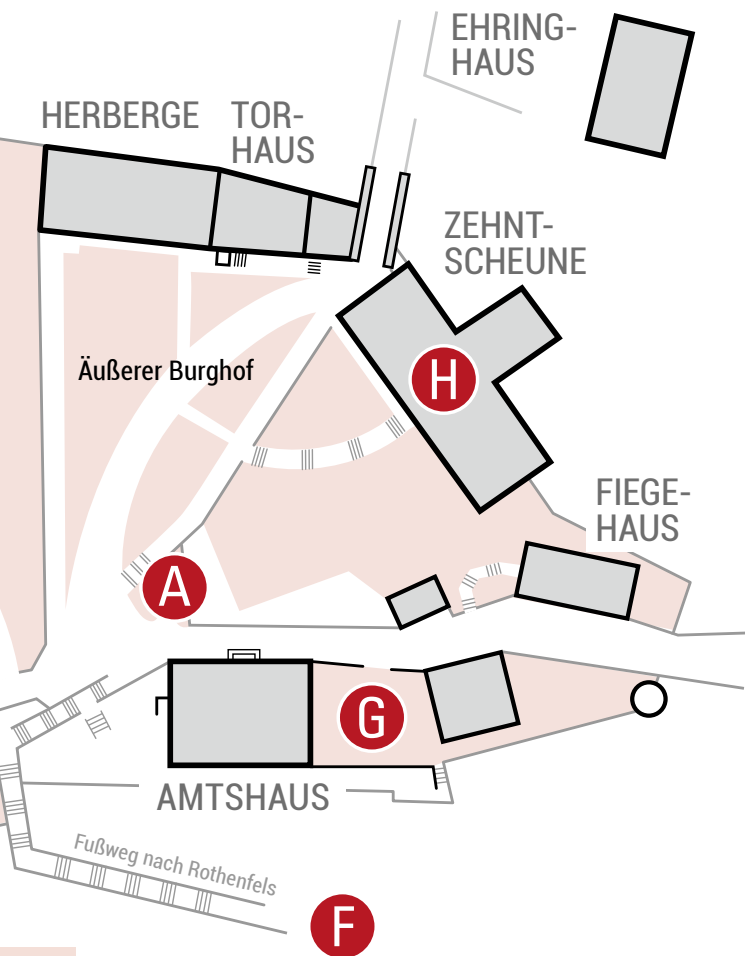 EHRING-
HAUS
HERBERGE
TOR-
HAUS
ZEHNT-
SCHEUNE
Äußerer Burghof
H
FIEGE-
HAUS
A
G
AMTSHAUS
Fußweg nach Rothenfels
F